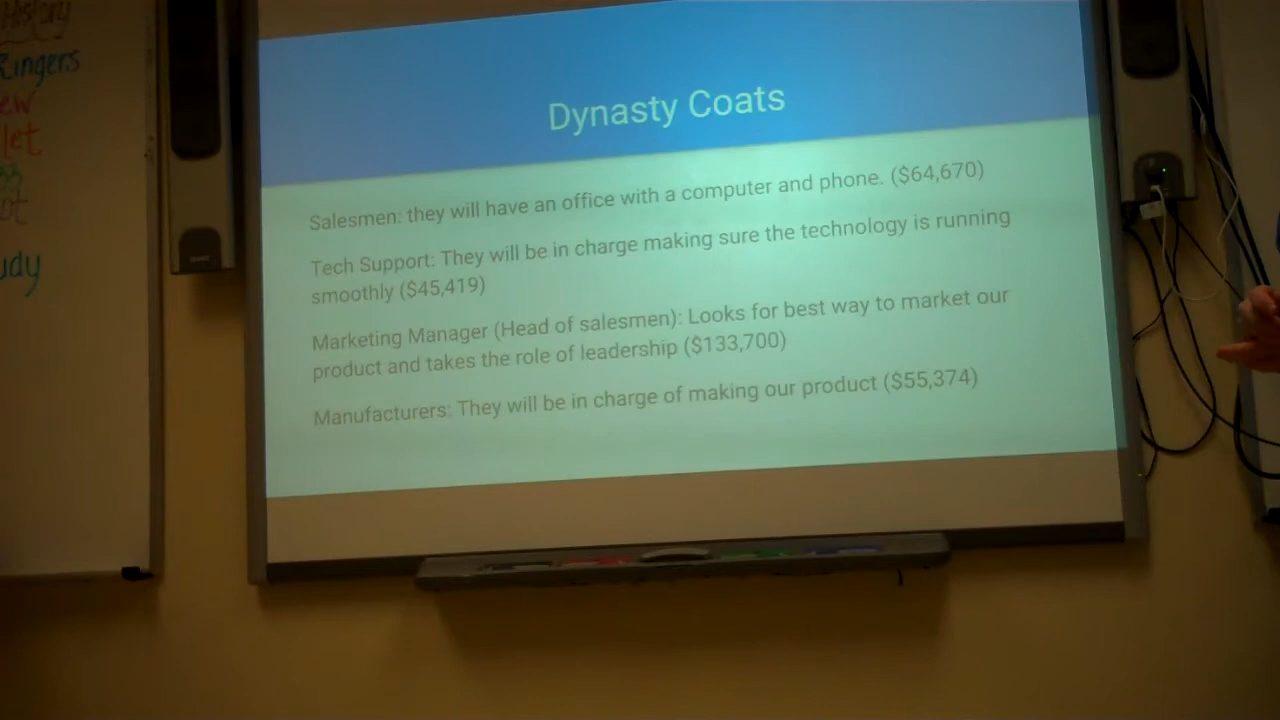 History
Ringers
Dynasty Coats
Salesmen: they will have an office with a computer and phone. ($64,670)
Tech Support: They will be in charge making sure the technology is running
smoothly ($45,419)
Marketing Manager (Head of salesmen): Looks for best way to market our
product and takes the role of leadership ($133,700)
Manufacturers: They will be in charge of making our product ($55,374)